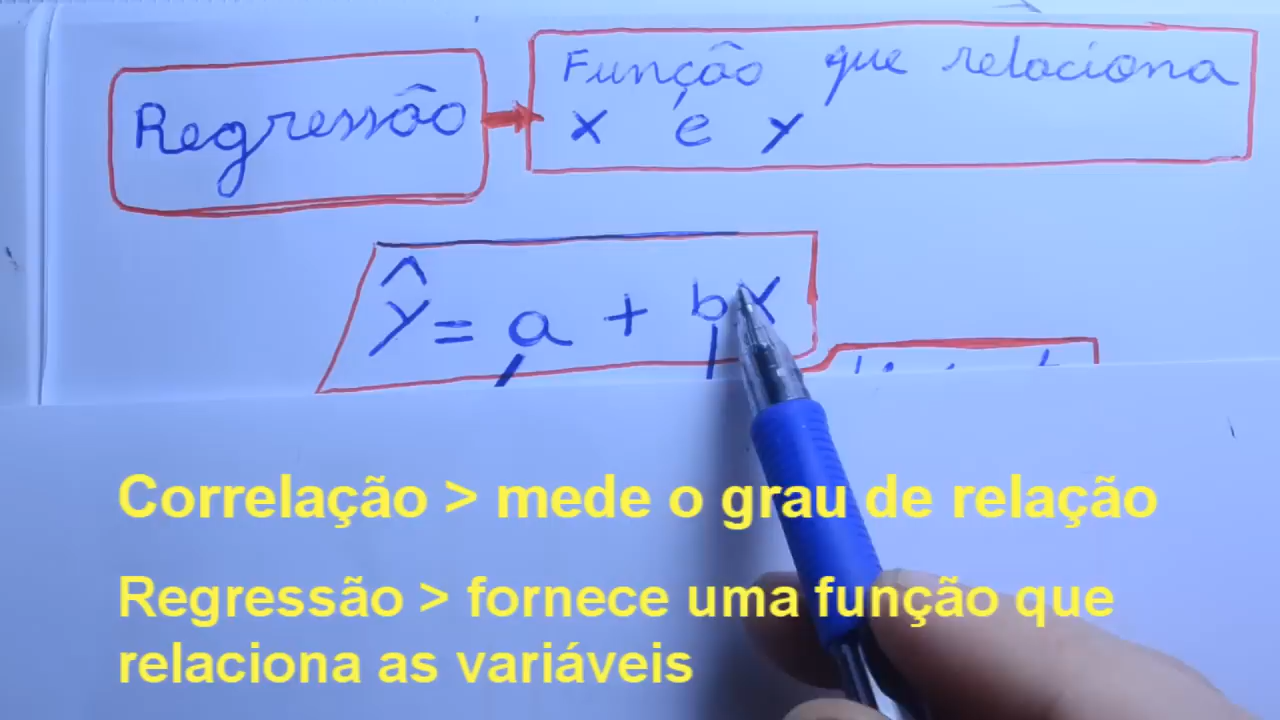 Regressão
Função que relaciona
X e y
ŷ = a + bX
Correlação > mede o grau de relação
Regressão > fornece uma função que
relaciona as variáveis